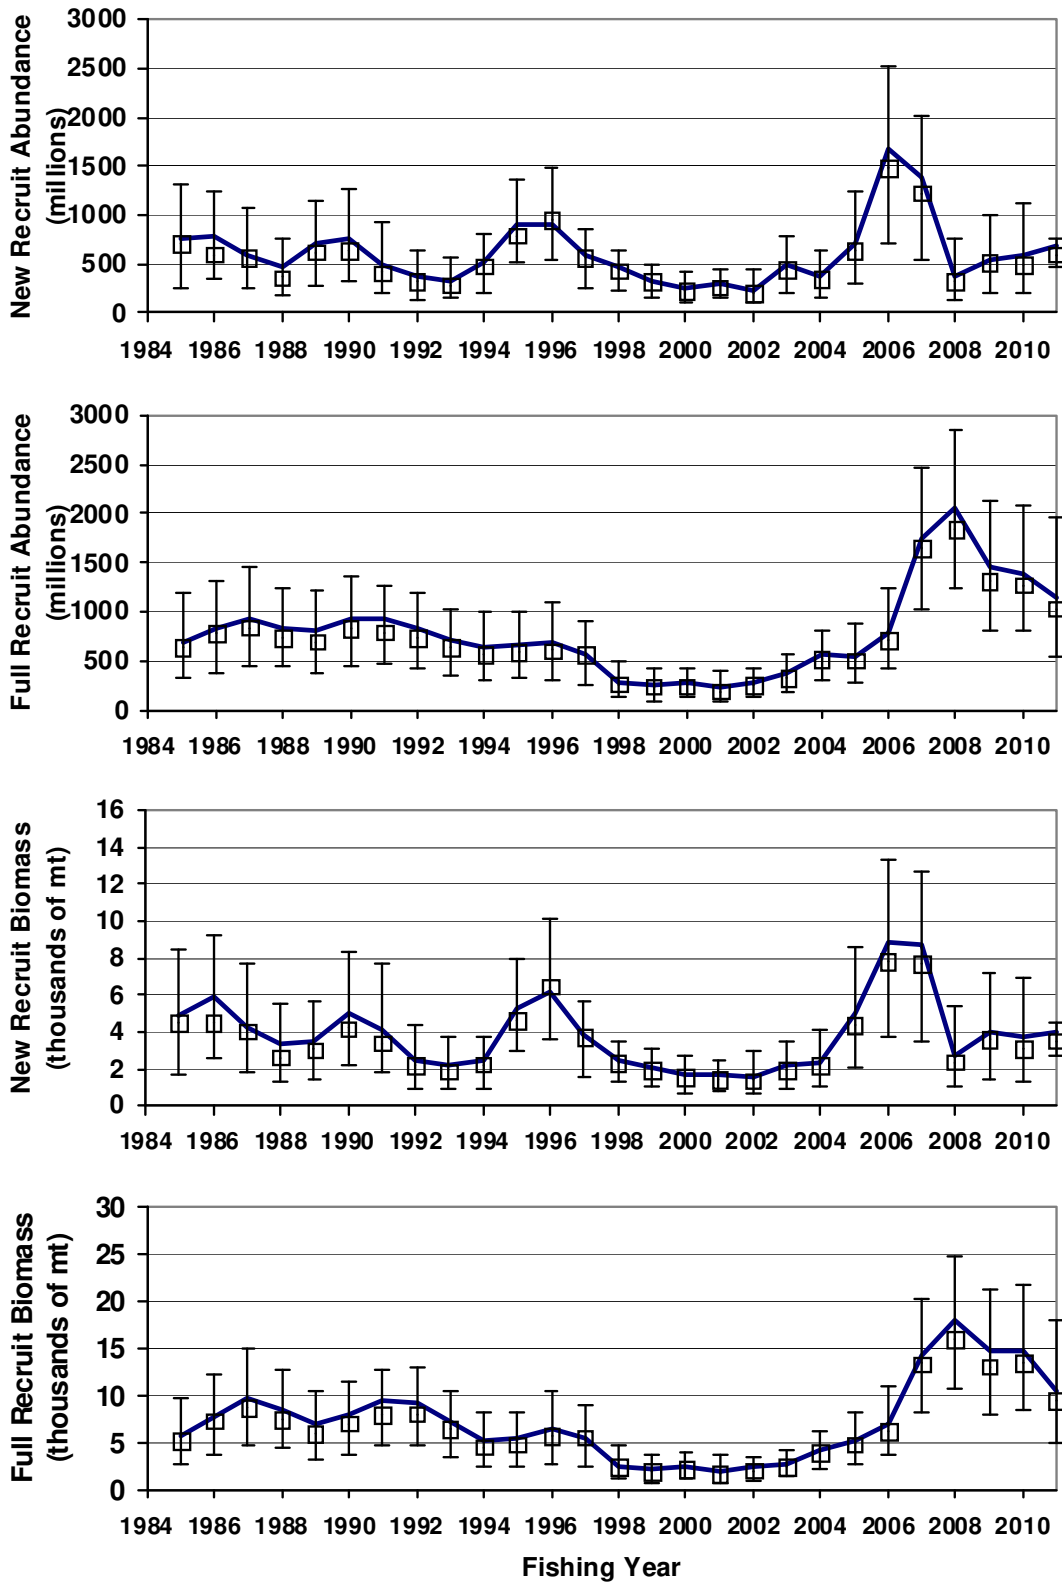 New Recruit Abundance
(millions)
3000
2500
2000
1500
1000
500
0
1984 1986 1988 1990 1992 1994 1996 1998 2000 2002 2004 2006 2008 2010
Full Recruit Abundance
(millions)
3000
2500
2000
1500
1000
500
0
1984 1986 1988 1990 1992 1994 1996 1998 2000 2002 2004 2006 2008 2010
New Recruit Biomass
(thousands of mt)
16
14
12
10
8
6
4
2
0
1984 1986 1988 1990 1992 1994 1996 1998 2000 2002 2004 2006 2008 2010
Full Recruit Biomass
(thousands of mt)
30
25
20
15
10
5
0
1984 1986 1988 1990 1992 1994 1996 1998 2000 2002 2004 2006 2008 2010
Fishing Year